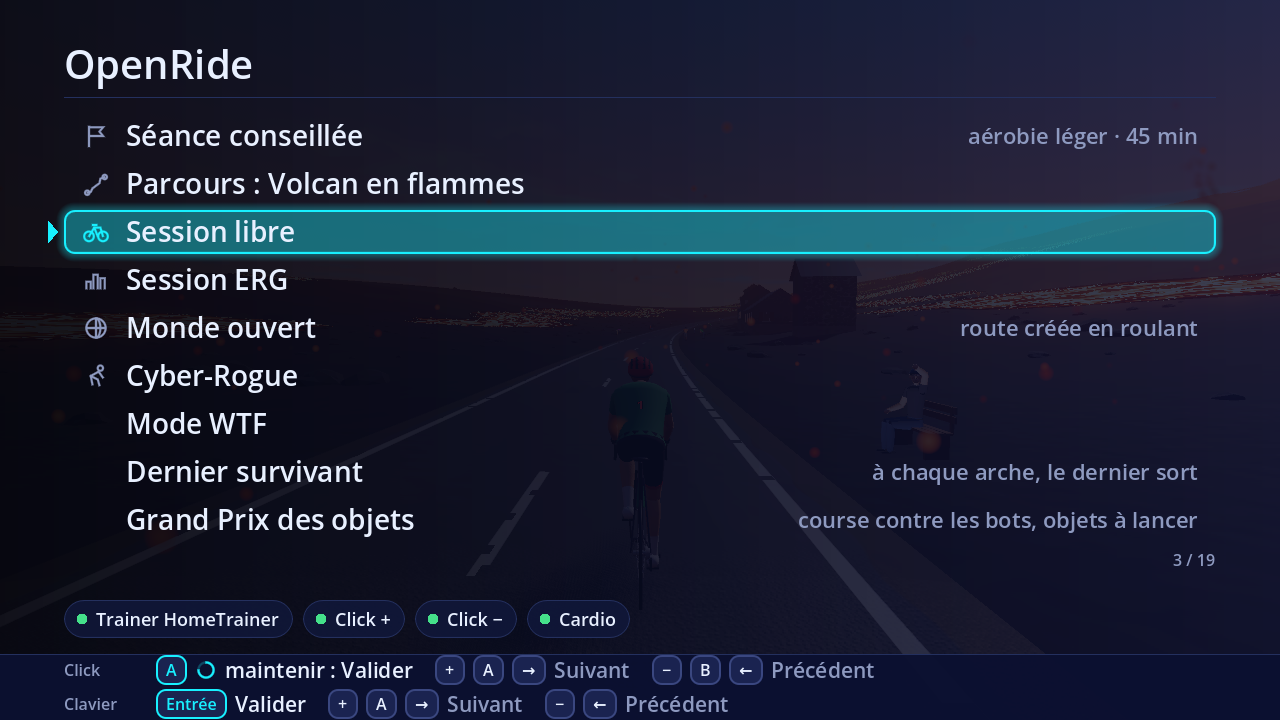 OpenRide
Séance conseillée aérobie léger · 45 min
Parcours : Volcan en flammes
Session libre
Session ERG
Monde ouvert route créée en roulant
Cyber-Rogue
Mode WTF
Dernier survivant à chaque arche, le dernier sort
Grand Prix des objets course contre les bots, objets à lancer
3 / 19
Trainer HomeTrainer Click + Click − Cardio
Click A maintenir : Valider + A → Suivant − B ← Précédent
Clavier Entrée Valider + A → Suivant − ← Précédent